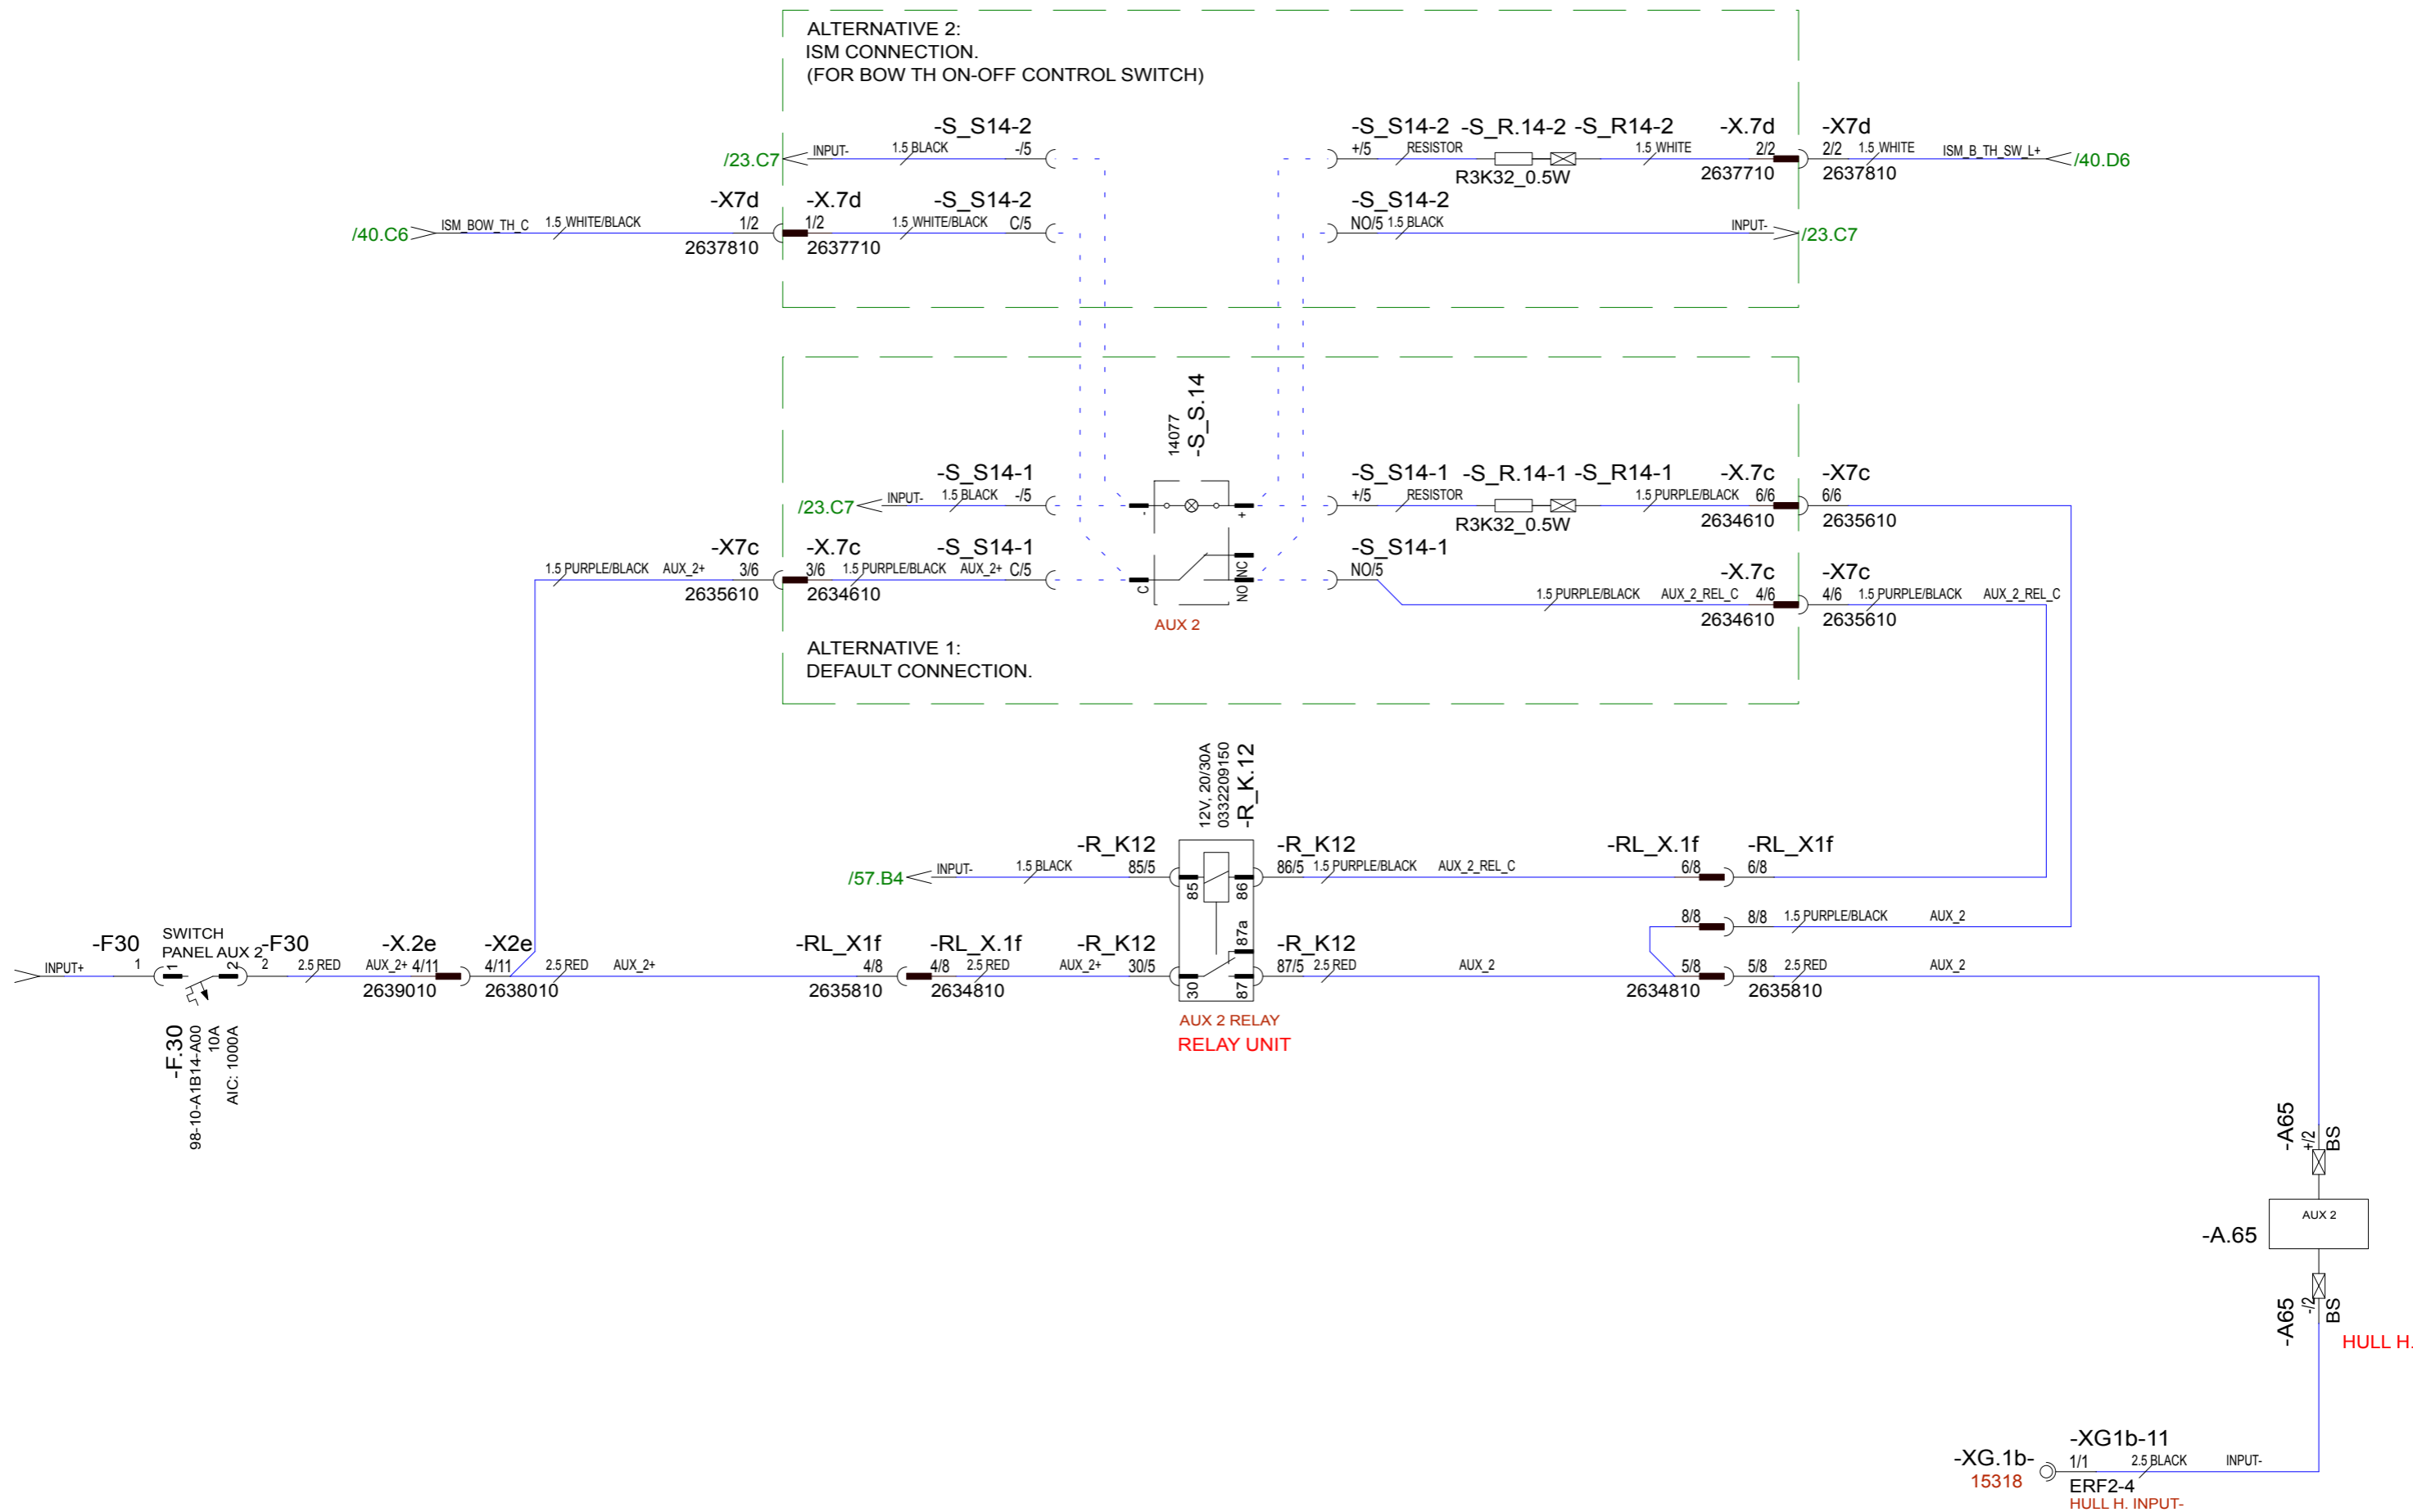 ALTERNATIVE 2:
ISM CONNECTION.
(FOR BOW TH ON-OFF CONTROL SWITCH)
-S_S14-2
/23.C7
INPUT-
1.5 BLACK
-/5
-S_S14-2
+/5
RESISTOR
-S_R.14-2
R3K32_0.5W
-S_R14-2
1.5 WHITE
-X.7d
2/2
2637710
-X7d
2/2
2637810
1.5 WHITE
ISM_B_TH_SW_L+
/40.D6
/40.C6
ISM_BOW_TH_C
1.5 WHITE/BLACK
-X7d
1/2
2637810
-X.7d
1/2
2637710
1.5 WHITE/BLACK
-S_S14-2
C/5
-S_S14-2
NO/5
1.5 BLACK
INPUT-
/23.C7
14077
-S_S.14
-S_S14-1
/23.C7
INPUT-
1.5 BLACK
-/5
-
+
-S_S14-1
+/5
RESISTOR
-S_R.14-1
R3K32_0.5W
-S_R14-1
1.5 PURPLE/BLACK
-X.7c
6/6
2634610
-X7c
6/6
2635610
1.5 PURPLE/BLACK
AUX_2+
-X7c
3/6
2635610
-X.7c
3/6
2634610
1.5 PURPLE/BLACK
AUX_2+
-S_S14-1
C/5
C
NO
NC
AUX 2
-S_S14-1
NO/5
1.5 PURPLE/BLACK
AUX_2_REL_C
-X.7c
4/6
2634610
-X7c
4/6
2635610
1.5 PURPLE/BLACK
AUX_2_REL_C
ALTERNATIVE 1:
DEFAULT CONNECTION.
12V, 20/30A
0332209150
-R_K.12
/57.B4
INPUT-
1.5 BLACK
-R_K12
85/5
85
86
-R_K12
86/5
1.5 PURPLE/BLACK
AUX_2_REL_C
-RL_X.1f
6/8
-RL_X1f
6/8
8/8
8/8
1.5 PURPLE/BLACK
AUX_2
INPUT+
-F30
1
SWITCH
PANEL AUX 2
1
2
-F30
2
2.5 RED
AUX_2+
-X.2e
4/11
2639010
-X2e
4/11
2638010
2.5 RED
AUX_2+
-RL_X1f
4/8
2635810
-RL_X.1f
4/8
2634810
2.5 RED
AUX_2+
-R_K12
30/5
30
87a
87
-R_K12
87/5
2.5 RED
AUX_2
5/8
2634810
5/8
2635810
2.5 RED
AUX_2
AUX 2 RELAY
RELAY UNIT
-F.30
98-10-A1B14-A00
10A
AIC: 1000A
-A65
+/2
BS
AUX 2
-A.65
-A65
-/2
BS
HULL H.
-XG.1b-
15318
-XG1b-11
1/1
ERF2-4
2.5 BLACK
INPUT-
HULL H. INPUT-